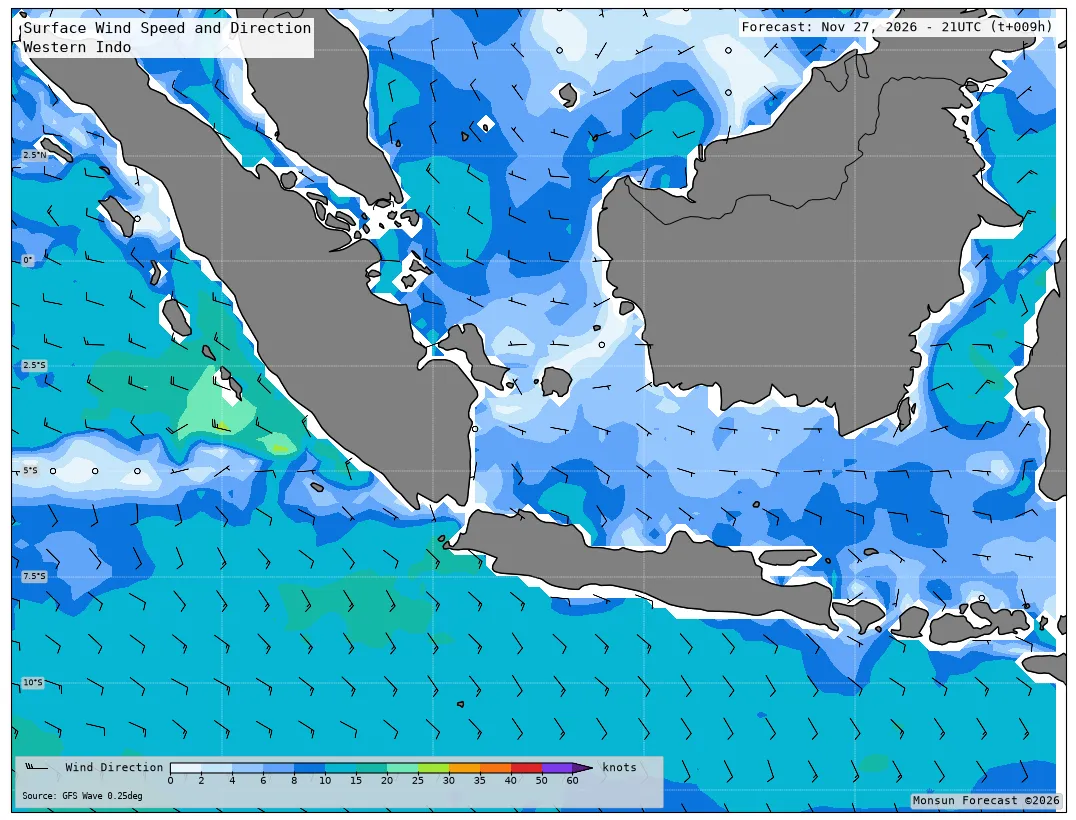 Surface Wind Speed and Direction
Western Indo
Forecast: Nov 27, 2026 - 21UTC (t+009h)
2.5°N
0°
2.5°S
5°S
7.5°S
10°S
Wind Direction
0 2 4 6 8 10 15 20 25 30 35 40 50 60
knots
Source: GFS Wave 0.25deg
Monsun Forecast ©2026